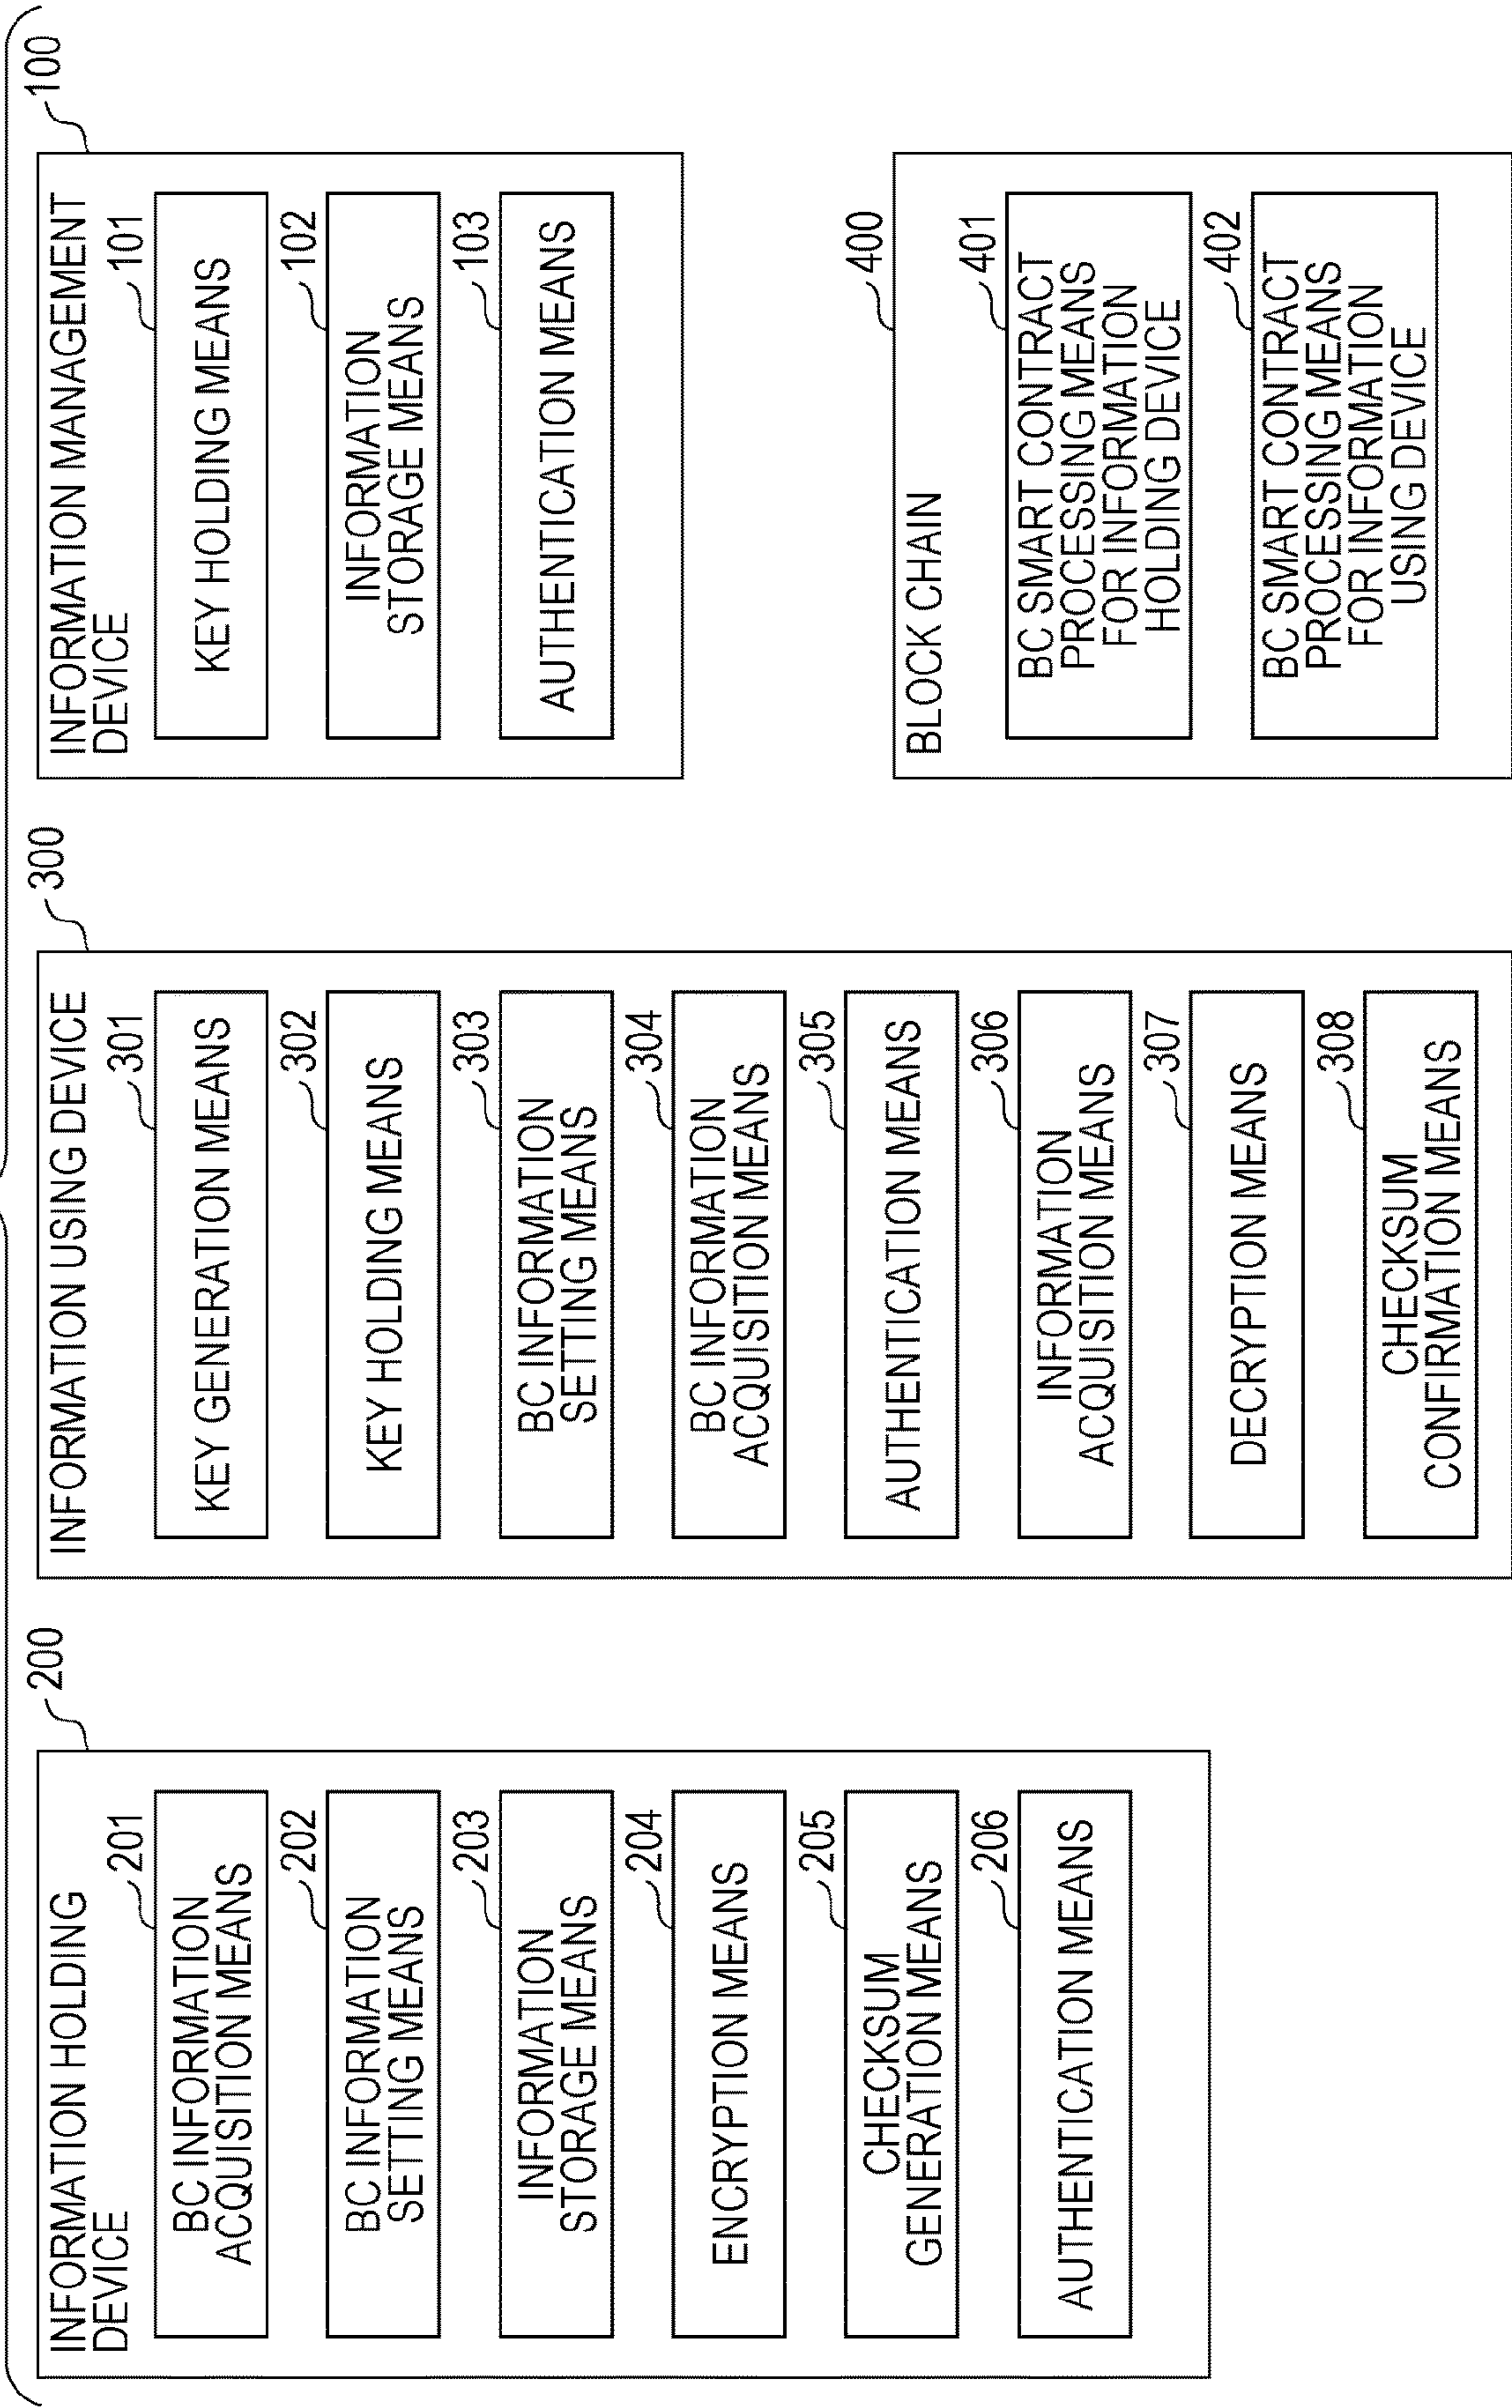 200
INFORMATION HOLDING
DEVICE
201
BC INFORMATION
ACQUISITION MEANS
202
BC INFORMATION
SETTING MEANS
203
INFORMATION
STORAGE MEANS
204
ENCRYPTION MEANS
205
CHECKSUM
GENERATION MEANS
206
AUTHENTICATION MEANS
300
INFORMATION USING DEVICE
301
KEY GENERATION MEANS
302
KEY HOLDING MEANS
303
BC INFORMATION
SETTING MEANS
304
BC INFORMATION
ACQUISITION MEANS
305
AUTHENTICATION MEANS
306
INFORMATION
ACQUISITION MEANS
307
DECRYPTION MEANS
308
CHECKSUM
CONFIRMATION MEANS
100
INFORMATION MANAGEMENT
DEVICE
101
KEY HOLDING MEANS
102
INFORMATION
STORAGE MEANS
103
AUTHENTICATION MEANS
400
BLOCK CHAIN
401
BC SMART CONTRACT
PROCESSING MEANS
FOR INFORMATION
HOLDING DEVICE
402
BC SMART CONTRACT
PROCESSING MEANS
FOR INFORMATION
USING DEVICE